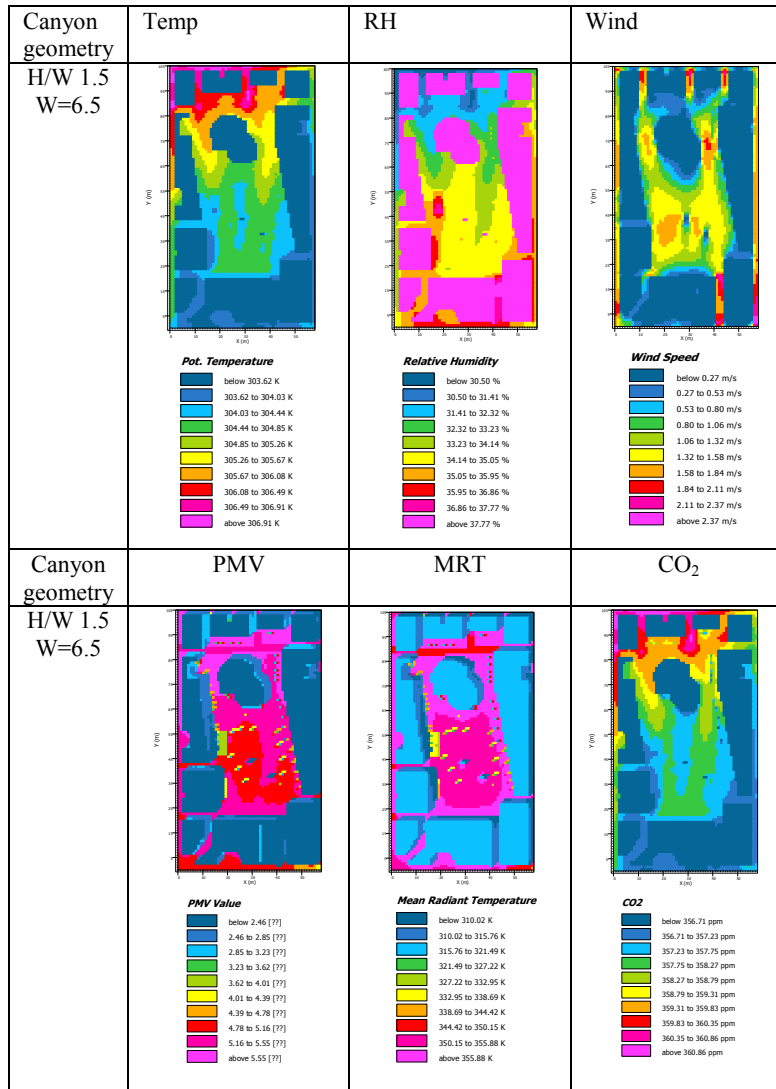 Canyon geometry Temp RH Wind
H/W 1.5
W=6.5
Y (m)
X (m)
Y (m)
X (m)
Y (m)
X (m)
Pot. Temperature
below 303.62 K
303.62 to 304.03 K
304.03 to 304.44 K
304.44 to 304.85 K
304.85 to 305.26 K
305.26 to 305.67 K
305.67 to 306.08 K
306.08 to 306.49 K
306.49 to 306.91 K
above 306.91 K
Relative Humidity
below 30.50 %
30.50 to 31.41 %
31.41 to 32.32 %
32.32 to 33.23 %
33.23 to 34.14 %
34.14 to 35.05 %
35.05 to 35.95 %
35.95 to 36.86 %
36.86 to 37.77 %
above 37.77 %
Wind Speed
below 0.27 m/s
0.27 to 0.53 m/s
0.53 to 0.80 m/s
0.80 to 1.06 m/s
1.06 to 1.32 m/s
1.32 to 1.58 m/s
1.58 to 1.84 m/s
1.84 to 2.11 m/s
2.11 to 2.37 m/s
above 2.37 m/s
Canyon geometry PMV MRT CO₂
H/W 1.5
W=6.5
Y (m)
X (m)
Y (m)
X (m)
Y (m)
X (m)
PMV Value
below 2.46 [??]
2.46 to 2.85 [??]
2.85 to 3.23 [??]
3.23 to 3.62 [??]
3.62 to 4.01 [??]
4.01 to 4.39 [??]
4.39 to 4.78 [??]
4.78 to 5.16 [??]
5.16 to 5.55 [??]
above 5.55 [??]
Mean Radiant Temperature
below 310.02 K
310.02 to 315.76 K
315.76 to 321.49 K
321.49 to 327.22 K
327.22 to 332.95 K
332.95 to 338.69 K
338.69 to 344.42 K
344.42 to 350.15 K
350.15 to 355.88 K
above 355.88 K
CO2
below 356.71 ppm
356.71 to 357.23 ppm
357.23 to 357.75 ppm
357.75 to 358.27 ppm
358.27 to 358.79 ppm
358.79 to 359.31 ppm
359.31 to 359.83 ppm
359.83 to 360.35 ppm
360.35 to 360.86 ppm
above 360.86 ppm